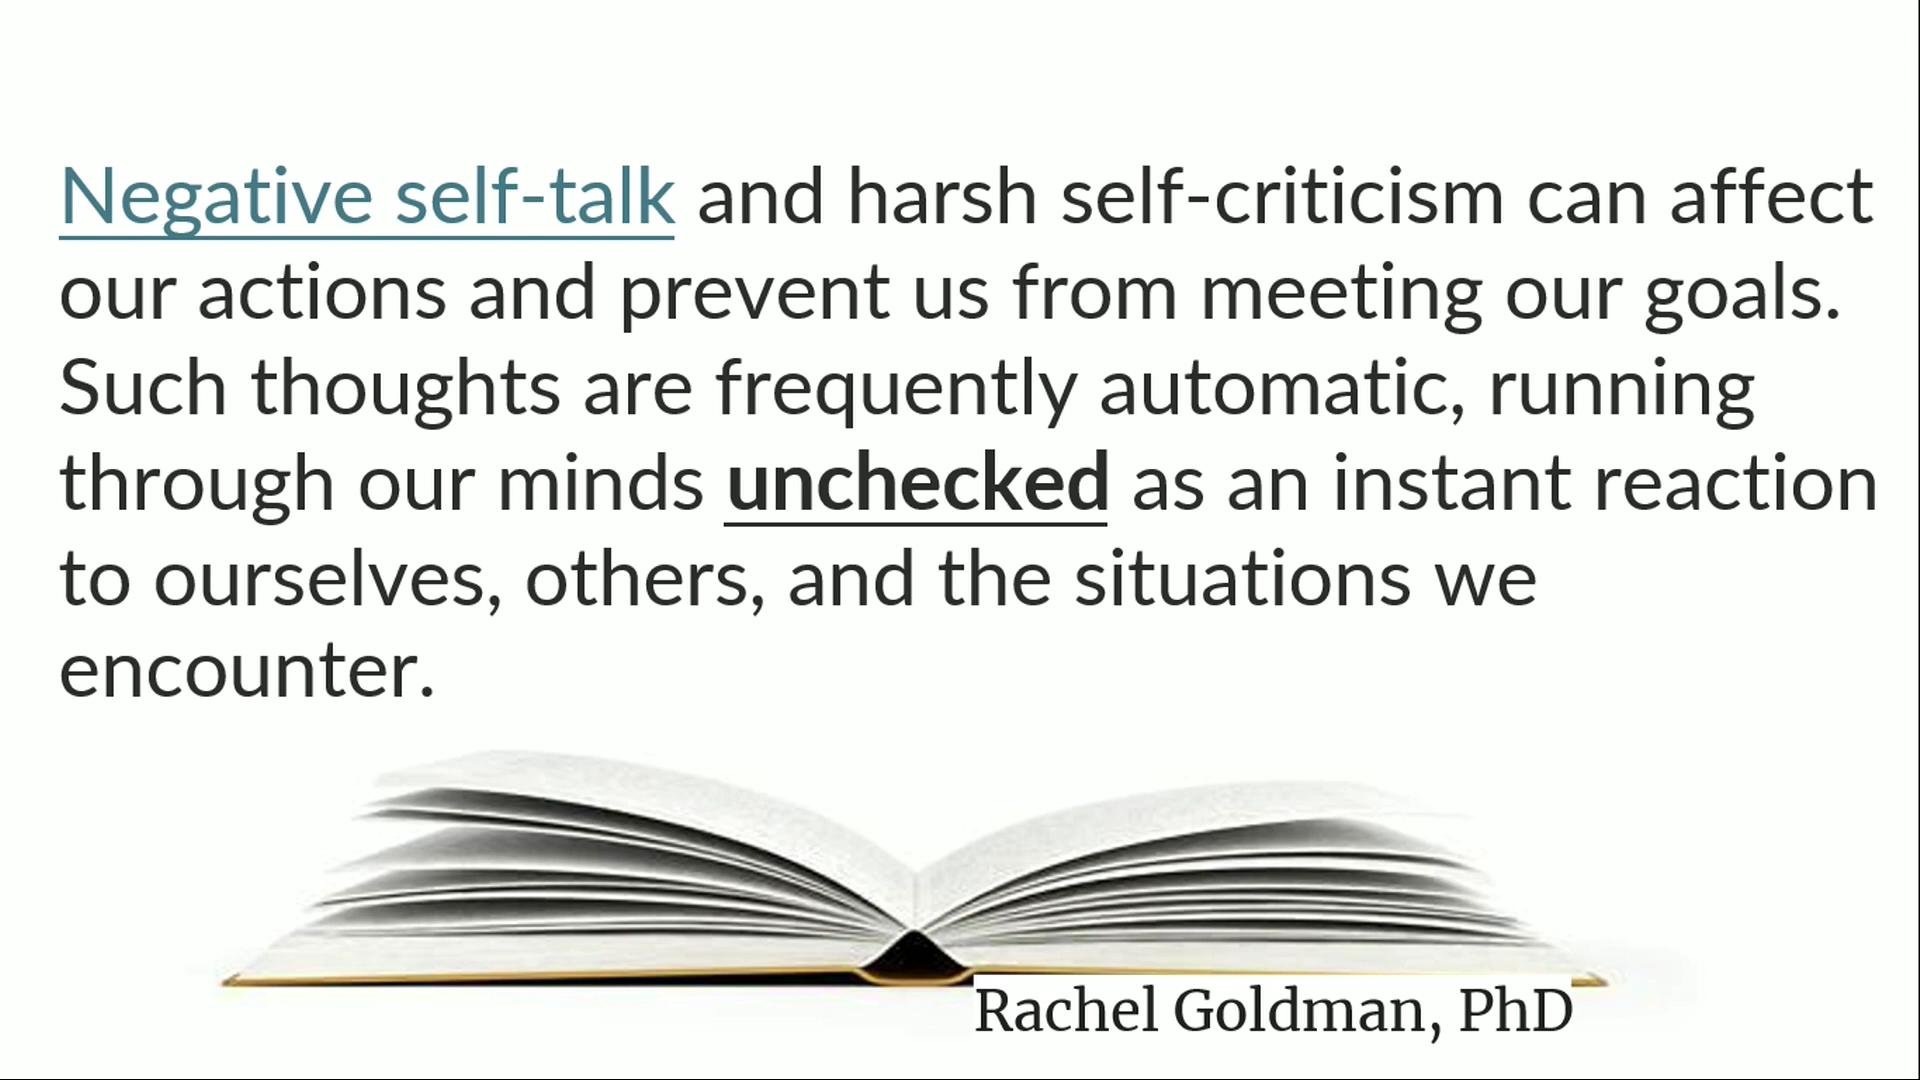 Negative self-talk and harsh self-criticism can affect
our actions and prevent us from meeting our goals.
Such thoughts are frequently automatic, running
through our minds unchecked as an instant reaction
to ourselves, others, and the situations we
encounter.
Rachel Goldman, PhD